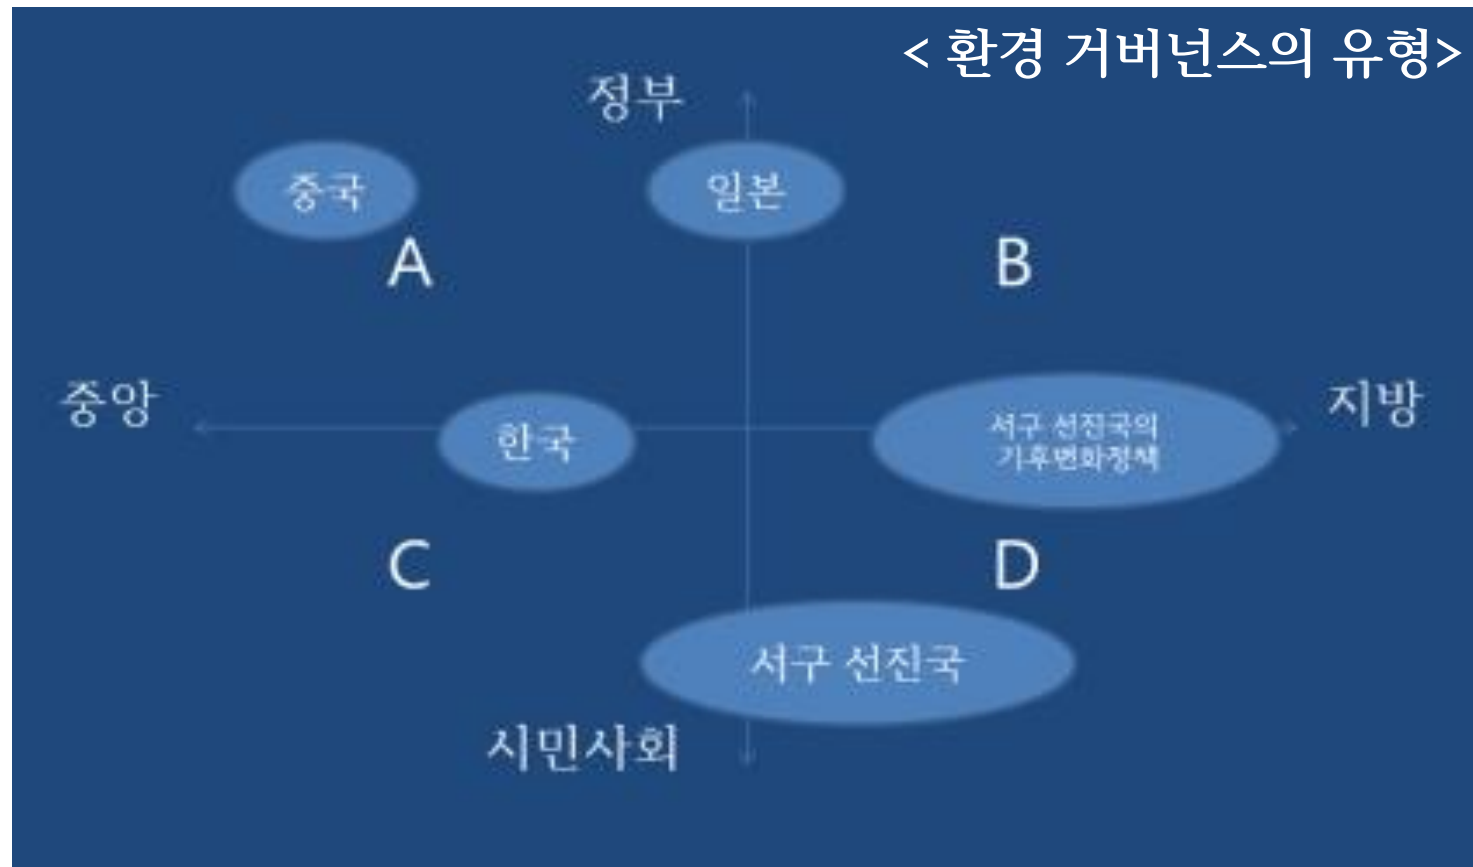 < 환경 거버넌스의 유형>
정부
중국
일본
A
B
중앙
지방
한국
서구 선진국의
기후변화정책
C
D
서구 선진국
시민사회